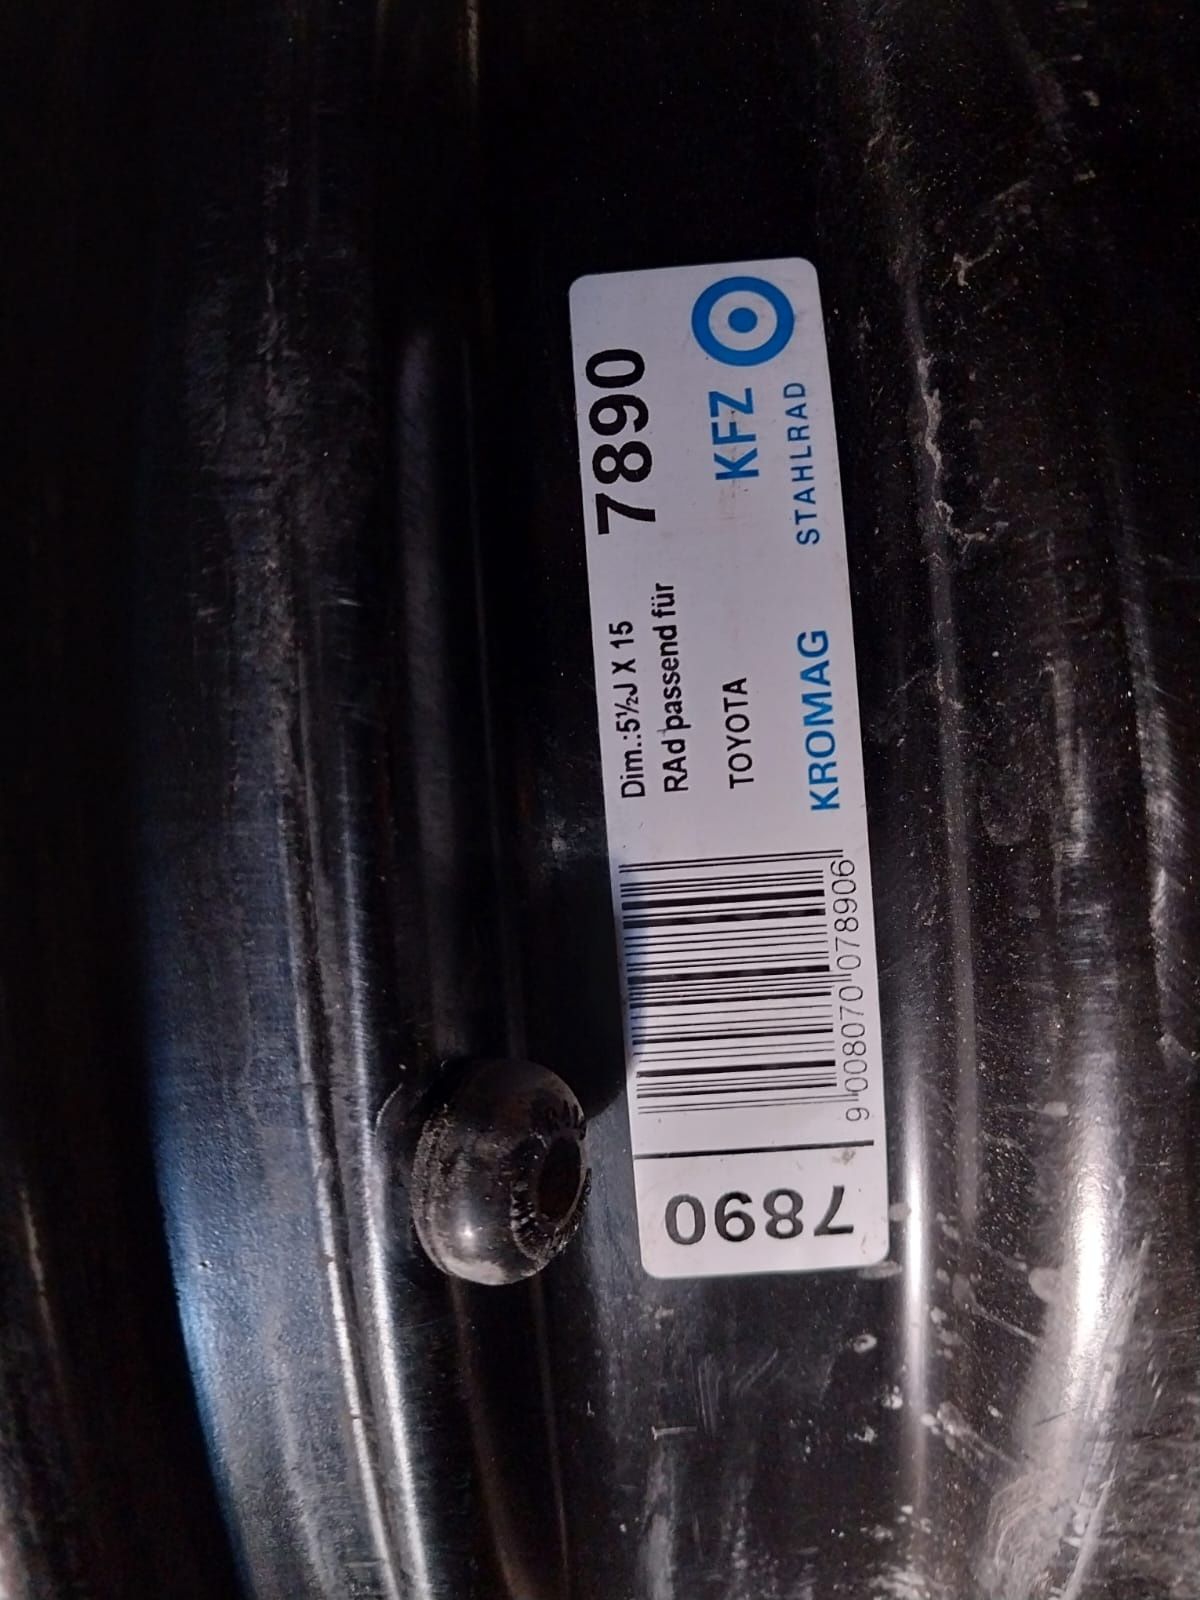 Dim.:5½J X 15 7890
RAd passend für
TOYOTA KFZ
KROMAG STAHLRAD
9 008070 078906
7890